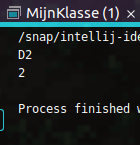 MijnKlasse (1) ×
/snap/intellij-ide
D2
2
Process finished